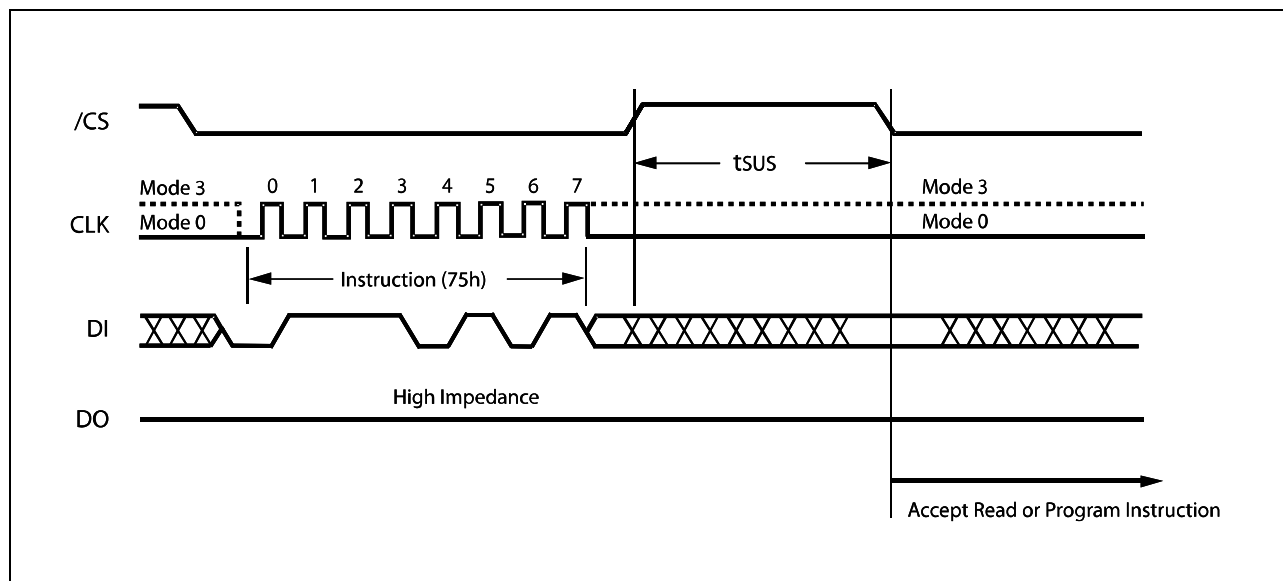 /CS
tSUS
Mode 3
0 1 2 3 4 5 6 7
Mode 3
CLK
Mode 0
Mode 0
Instruction (75h)
DI
High Impedance
DO
Accept Read or Program Instruction